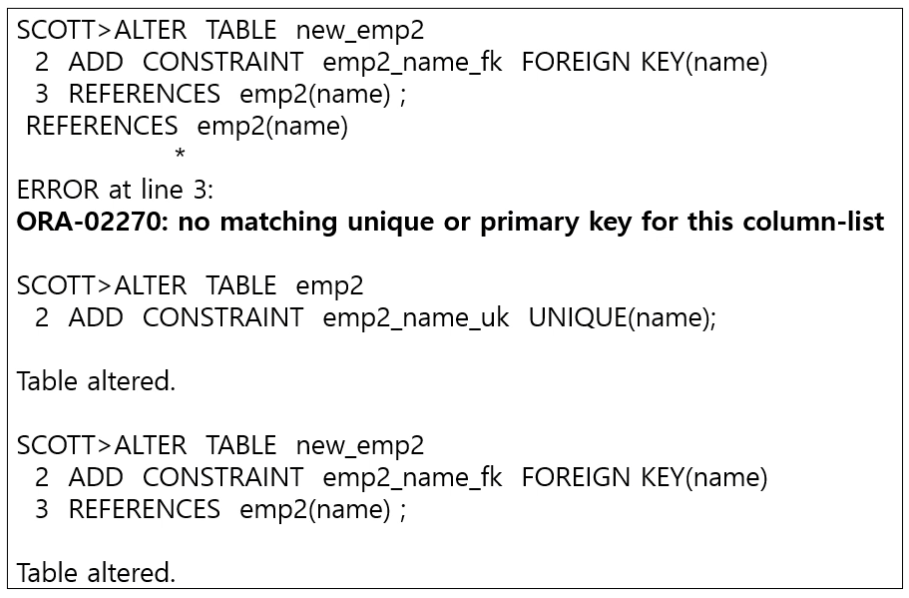 SCOTT>ALTER TABLE new_emp2
2 ADD CONSTRAINT emp2_name_fk FOREIGN KEY(name)
3 REFERENCES emp2(name) ;
REFERENCES emp2(name)
*
ERROR at line 3:
ORA-02270: no matching unique or primary key for this column-list
SCOTT>ALTER TABLE emp2
2 ADD CONSTRAINT emp2_name_uk UNIQUE(name);
Table altered.
SCOTT>ALTER TABLE new_emp2
2 ADD CONSTRAINT emp2_name_fk FOREIGN KEY(name)
3 REFERENCES emp2(name) ;
Table altered.